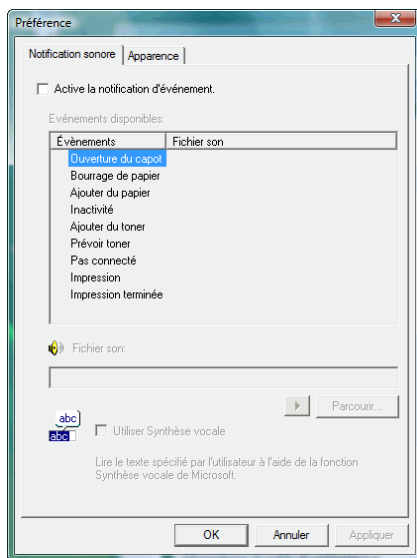 Préférence
Notification sonore Apparence
Active la notification d'événement.
Evénements disponibles:
Évènements Fichier son
Ouverture du capot
Bourrage de papier
Ajouter du papier
Inactivité
Ajouter du toner
Prévoir toner
Pas connecté
Impression
Impression terminée
Fichier son:
Parcourir...
abc
abc
Utiliser Synthèse vocale
Lire le texte spécifié par l'utilisateur à l'aide de la fonction
Synthèse vocale de Microsoft.
OK Annuler Appliquer